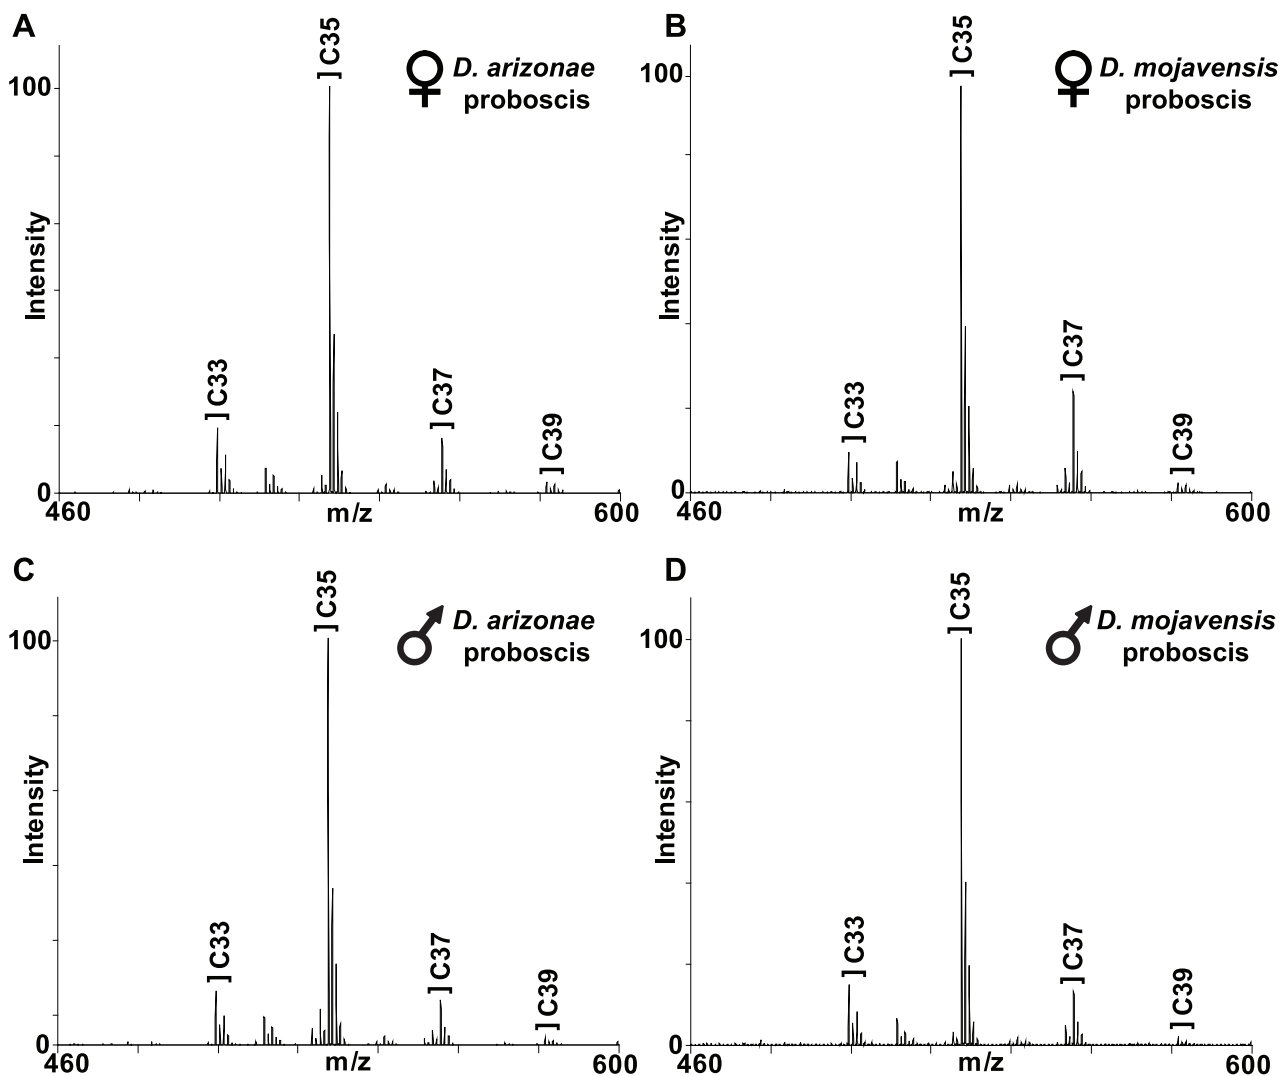 A
] C35
♀ D. arizonae
proboscis
100
Intensity
] C33
] C37
] C39
0
460
m/z
600
B
] C35
♀ D. mojavensis
proboscis
100
Intensity
] C33
] C37
] C39
0
460
m/z
600
C
] C35
♂ D. arizonae
proboscis
100
Intensity
] C33
] C37
] C39
0
460
m/z
600
D
] C35
♂ D. mojavensis
proboscis
100
Intensity
] C33
] C37
] C39
0
460
m/z
600